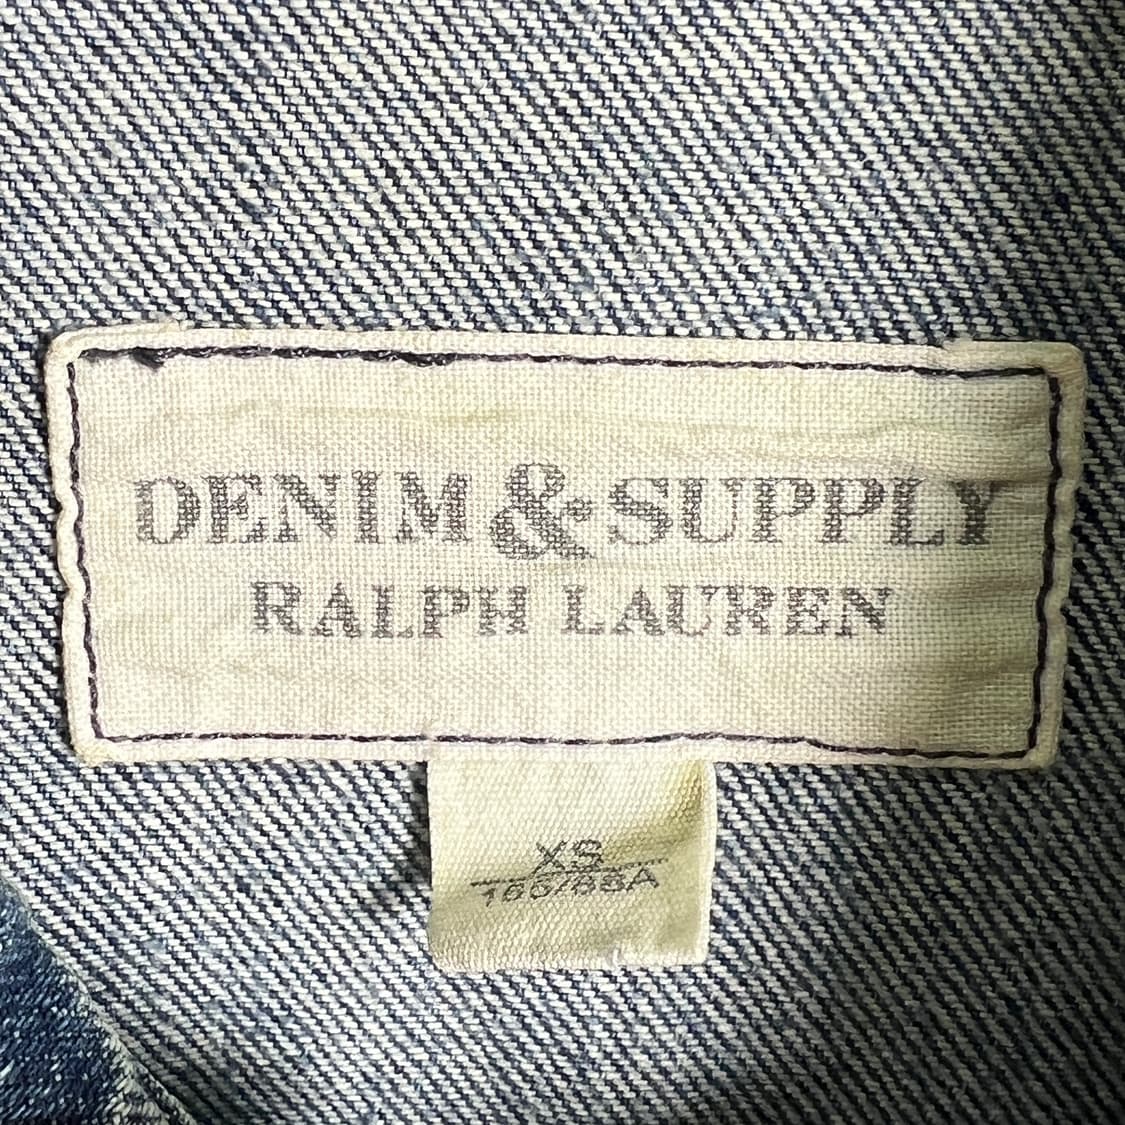 DENIM & SUPPLY
RALPH LAUREN
XS